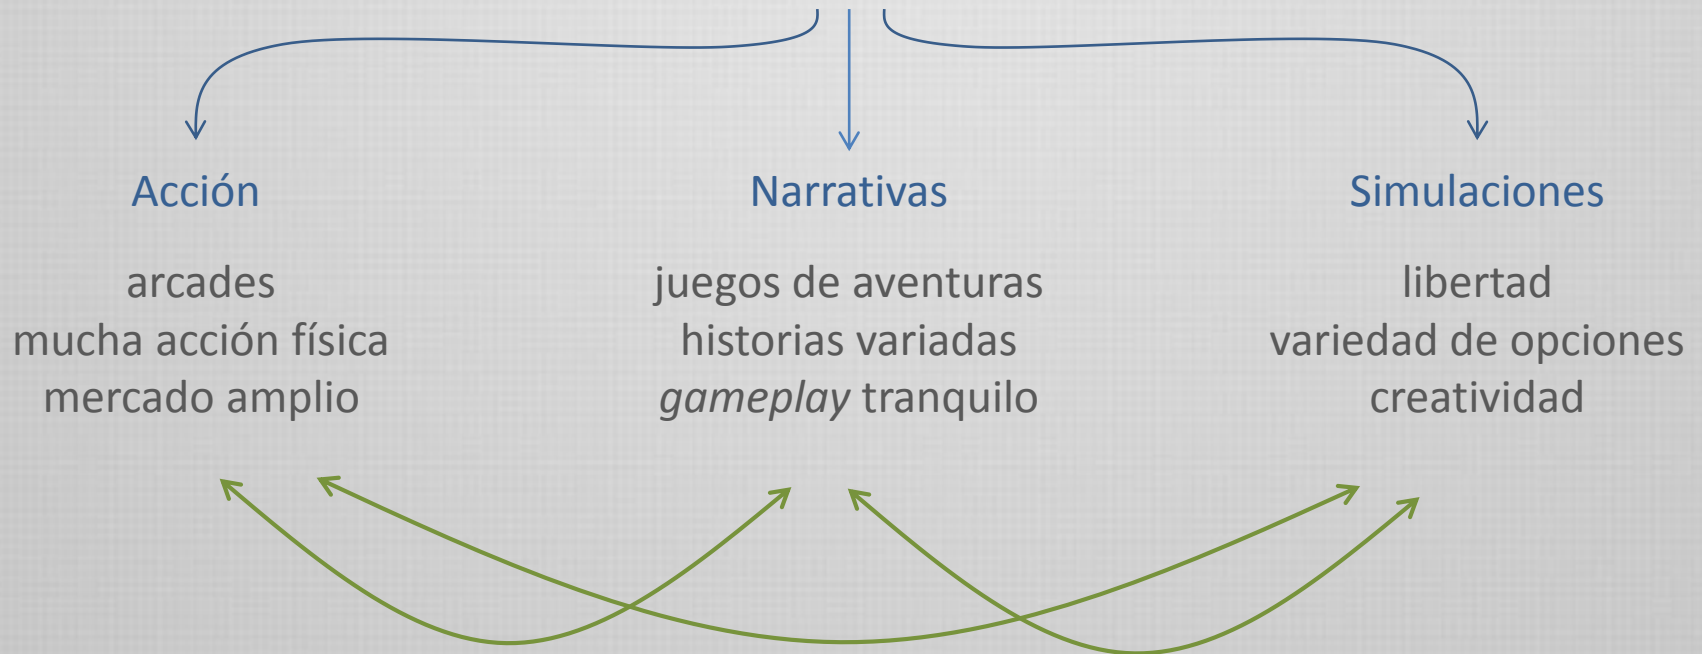 Acción
arcades
mucha acción física
mercado amplio
Narrativas
juegos de aventuras
historias variadas
gameplay tranquilo
Simulaciones
libertad
variedad de opciones
creatividad